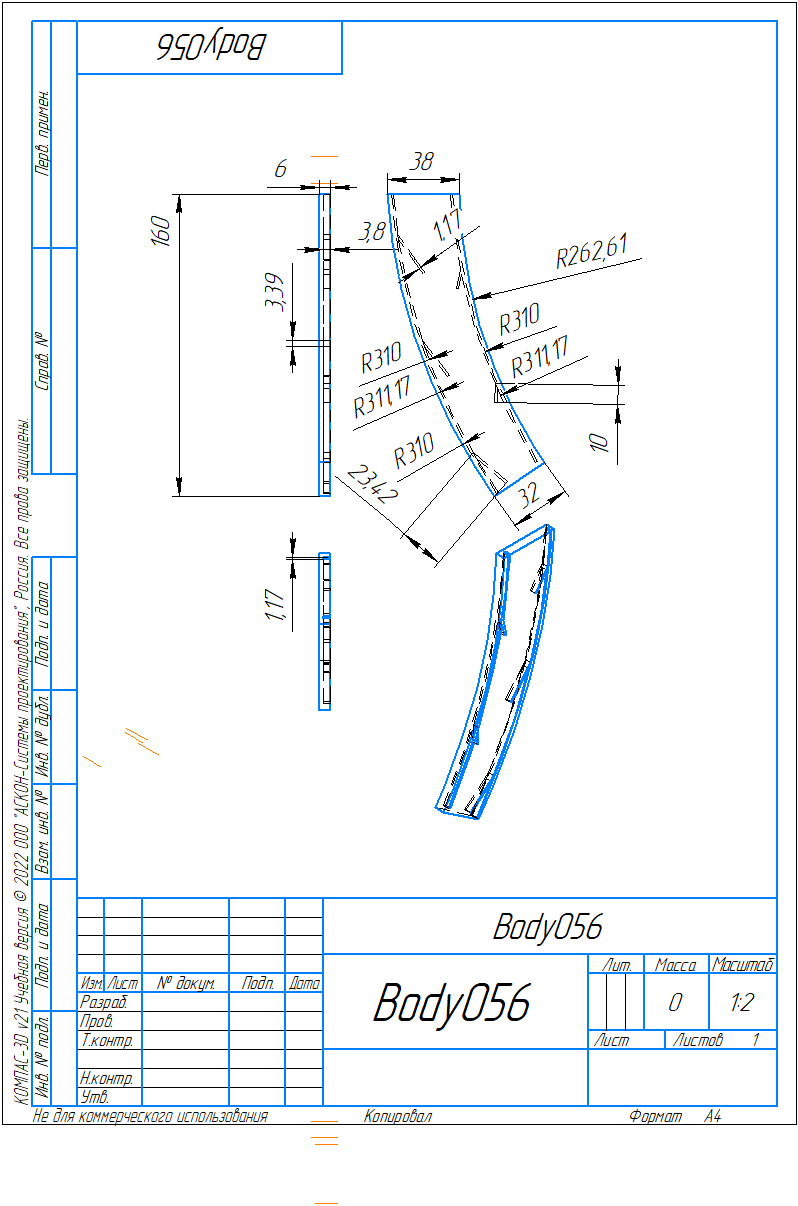 Body056
Перв. примен.
Справ. №
Подп. и дата
Инв. № дубл.
Взам. инв. №
Подп. и дата
Инв. № подл.
КОМПАС-3D v21 Учебная версия © 2022 ООО "АСКОН-Системы проектирования", Россия. Все права защищены.
6
38
160
3,8
1,17
R262,61
3,39
R310
R310
R311,17
R311,17
10
R310
23,42
32
1,17
Body056
Лит. Масса Масштаб
Изм. Лист № докум. Подп. Дата
Body056
0 1:2
Разраб.
Пров.
Т.контр.
Лист Листов 1
Н.контр.
Утв.
Не для коммерческого использования Копировал Формат A4